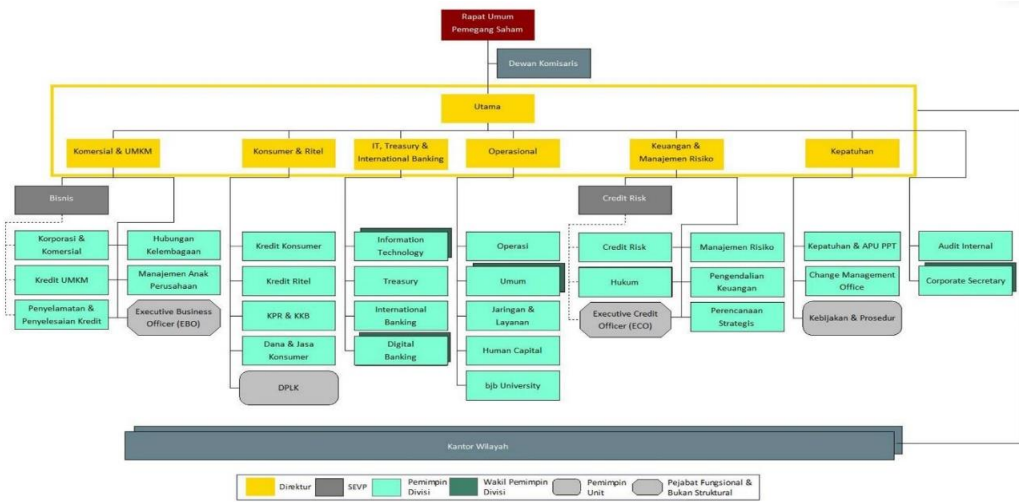 Rapat Umum
Pemegang Saham
Dewan Komisaris
Utama
Komersial & UMKM
Konsumer & Ritel
IT, Treasury &
International Banking
Operasional
Keuangan &
Manajemen Risiko
Kepatuhan
Bisnis
Credit Risk
Korporasi &
Komersial
Kredit UMKM
Penyelamatan &
Penyelesaian Kredit
Hubungan
Kelembagaan
Manajemen Anak
Perusahaan
Executive Business
Officer (EBO)
Kredit Konsumer
Kredit Ritel
KPR & KKB
Dana & Jasa
Konsumer
DPLK
Information
Technology
Treasury
International
Banking
Digital
Banking
Operasi
Umum
Jaringan &
Layanan
Human Capital
bjb University
Credit Risk
Hukum
Executive Credit
Officer (ECO)
Manajemen Risiko
Pengendalian
Keuangan
Perencanaan
Strategis
Kepatuhan & APU PPT
Change Management
Office
Kebijakan & Prosedur
Audit Internal
Corporate Secretary
Kantor Wilayah
Direktur
SEVP
Pemimpin
Divisi
Wakil Pemimpin
Divisi
Pemimpin
Unit
Pejabat Fungsional &
Bukan Struktural